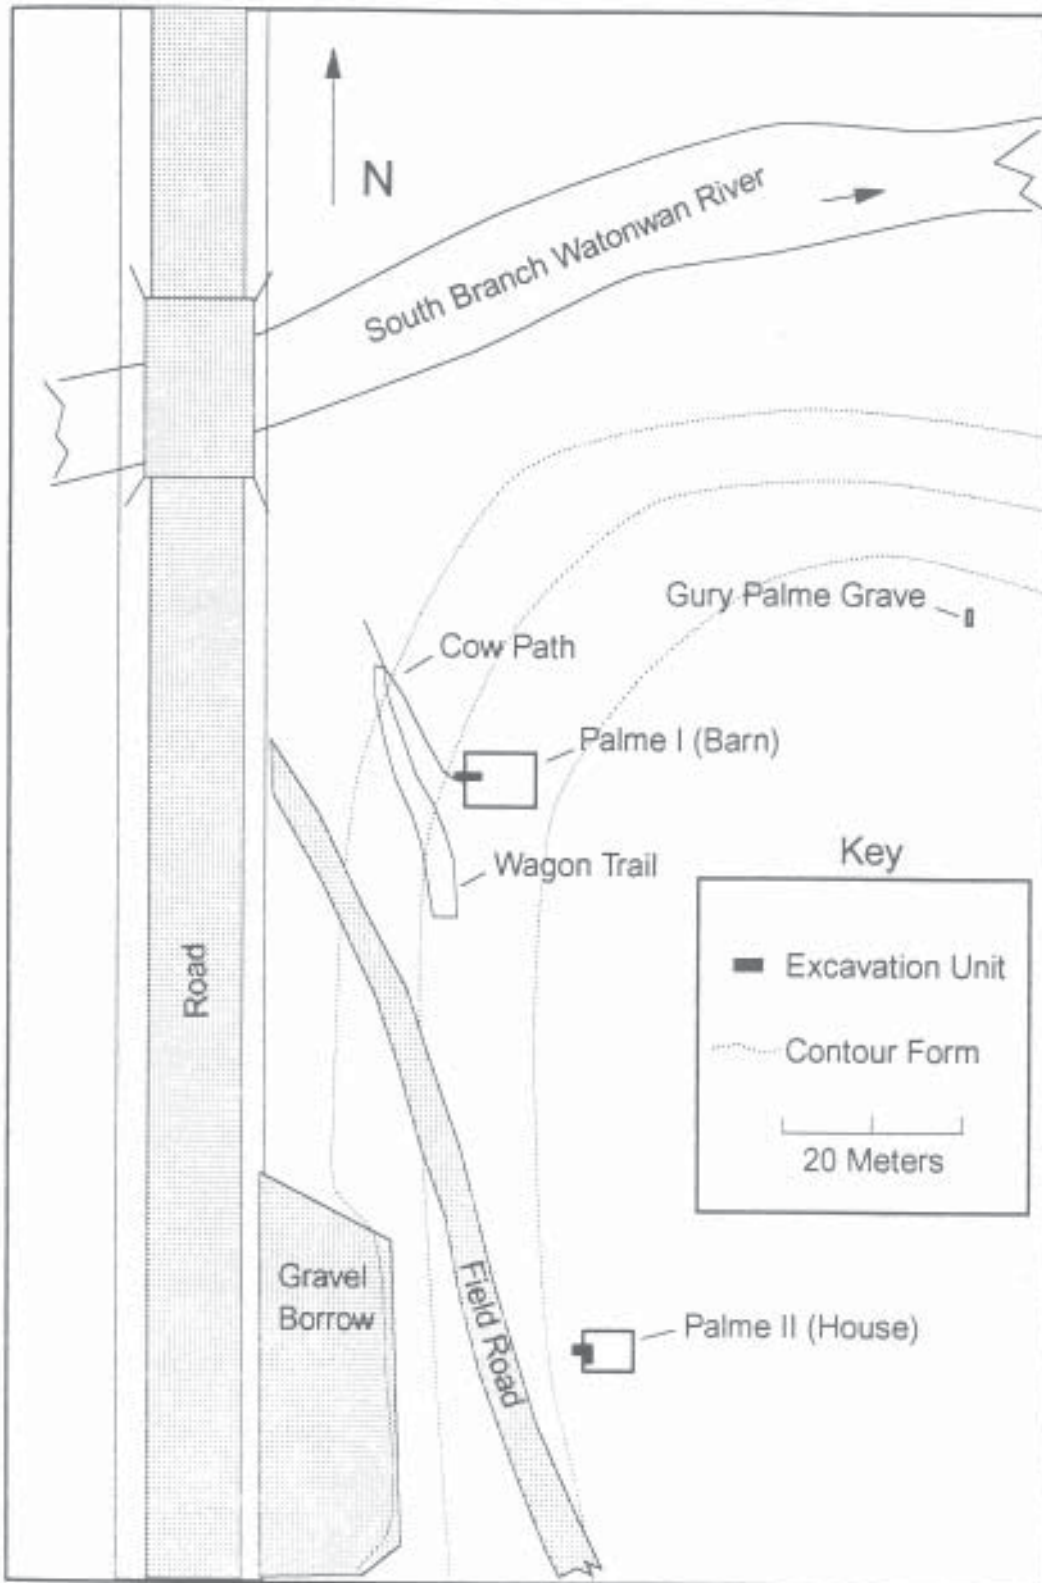 N
South Branch Watonwan River
Gury Palme Grave
Cow Path
Palme I (Barn)
Wagon Trail
Key
Excavation Unit
Contour Form
20 Meters
Road
Gravel
Borrow
Field Road
Palme II (House)